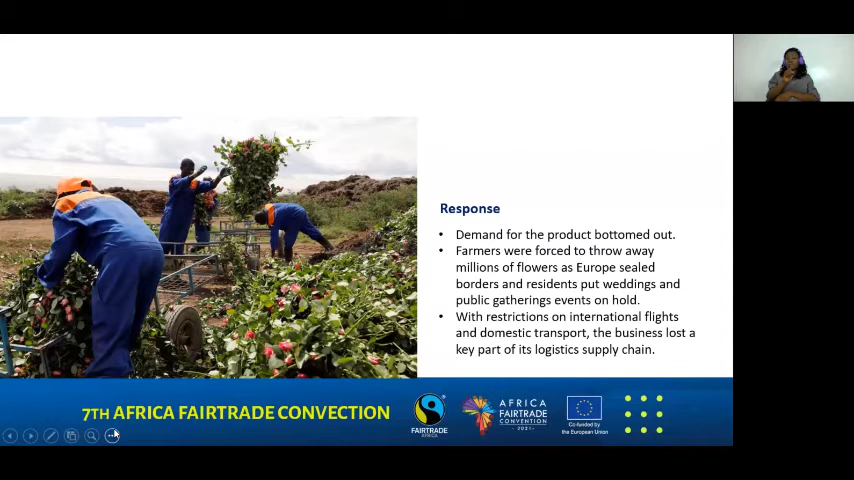 Response
• Demand for the product bottomed out.
• Farmers were forced to throw away
millions of flowers as Europe sealed
borders and residents put weddings and
public gatherings events on hold.
• With restrictions on international flights
and domestic transport, the business lost a
key part of its logistics supply chain.
7TH AFRICA FAIRTRADE CONVECTION
FAIRTRADE
AFRICA
AFRICA
FAIRTRADE
CONVENTION
- 2021 -
Co-funded by
the European Union